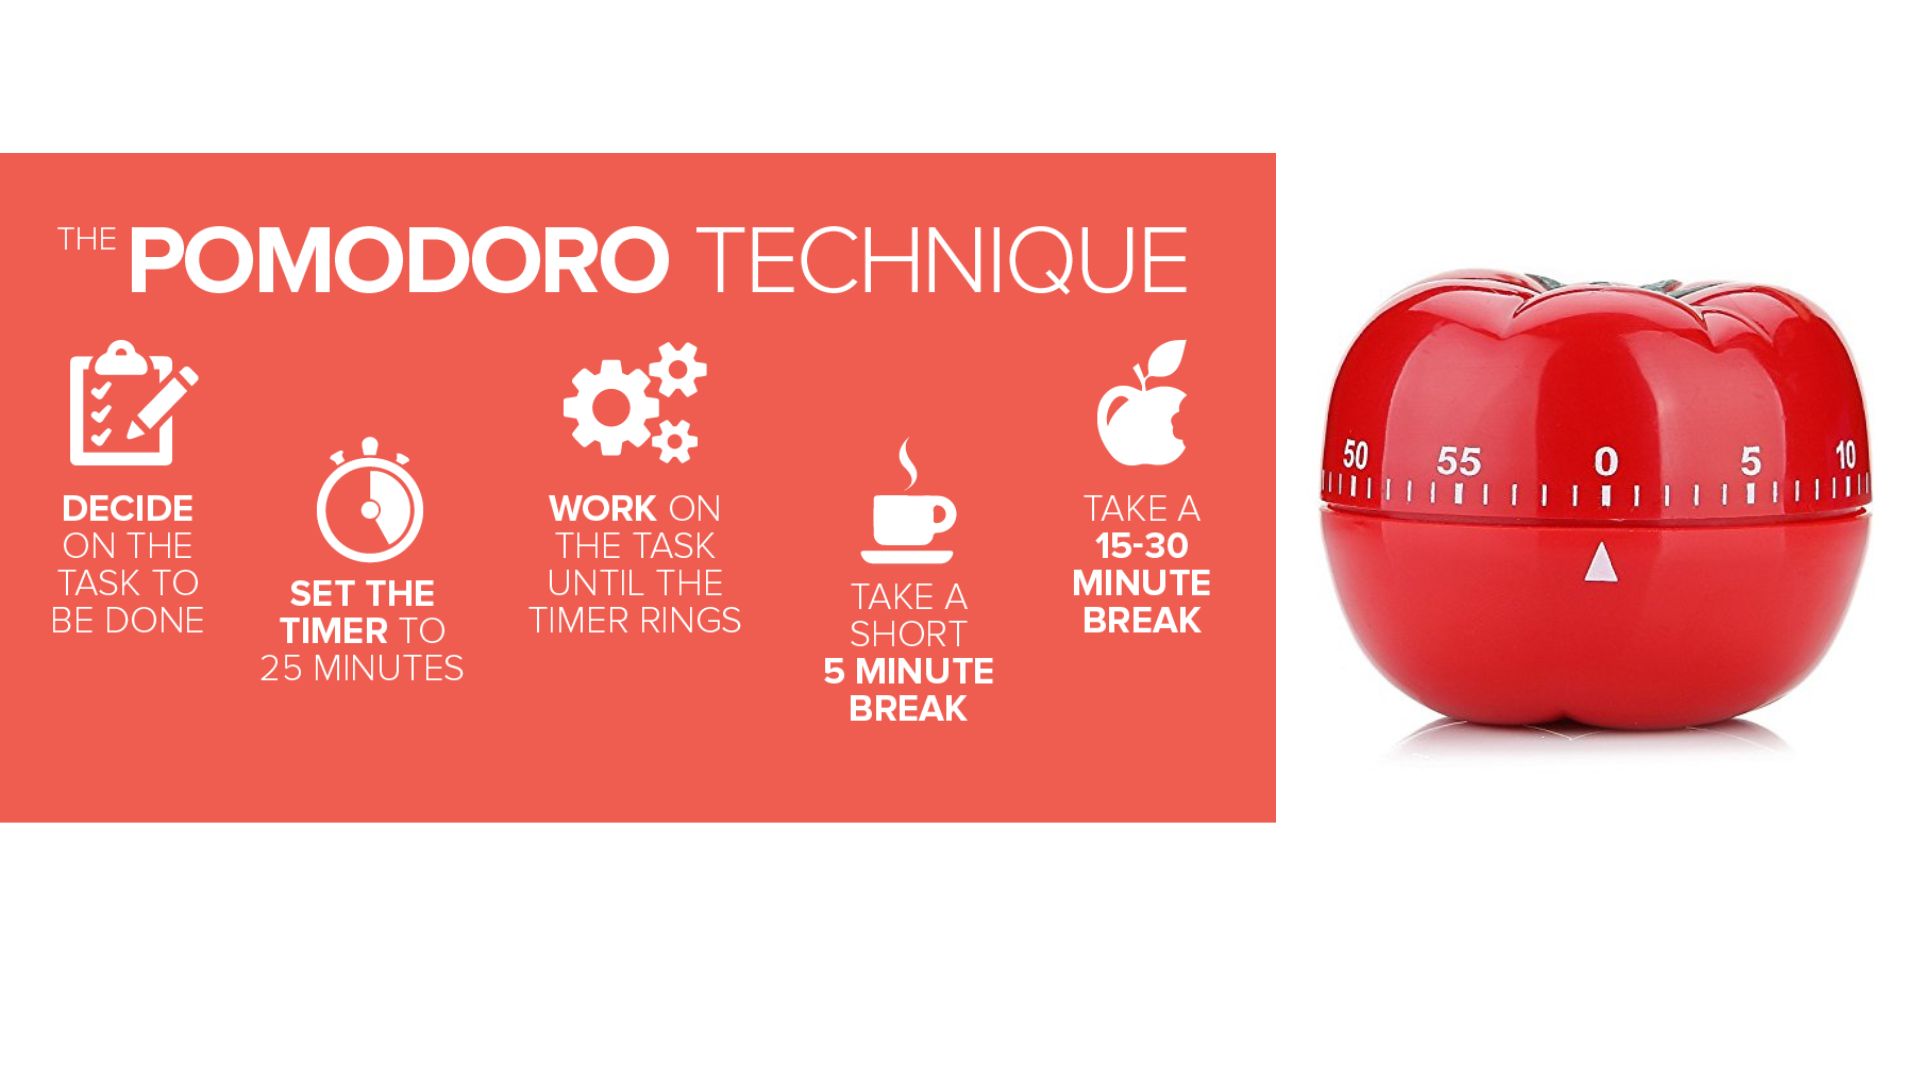 THE POMODORO TECHNIQUE
DECIDE
ON THE
TASK TO
BE DONE
SET THE
TIMER TO
25 MINUTES
WORK ON
THE TASK
UNTIL THE
TIMER RINGS
TAKE A
SHORT
5 MINUTE
BREAK
TAKE A
15-30
MINUTE
BREAK
50 55 0 5 10